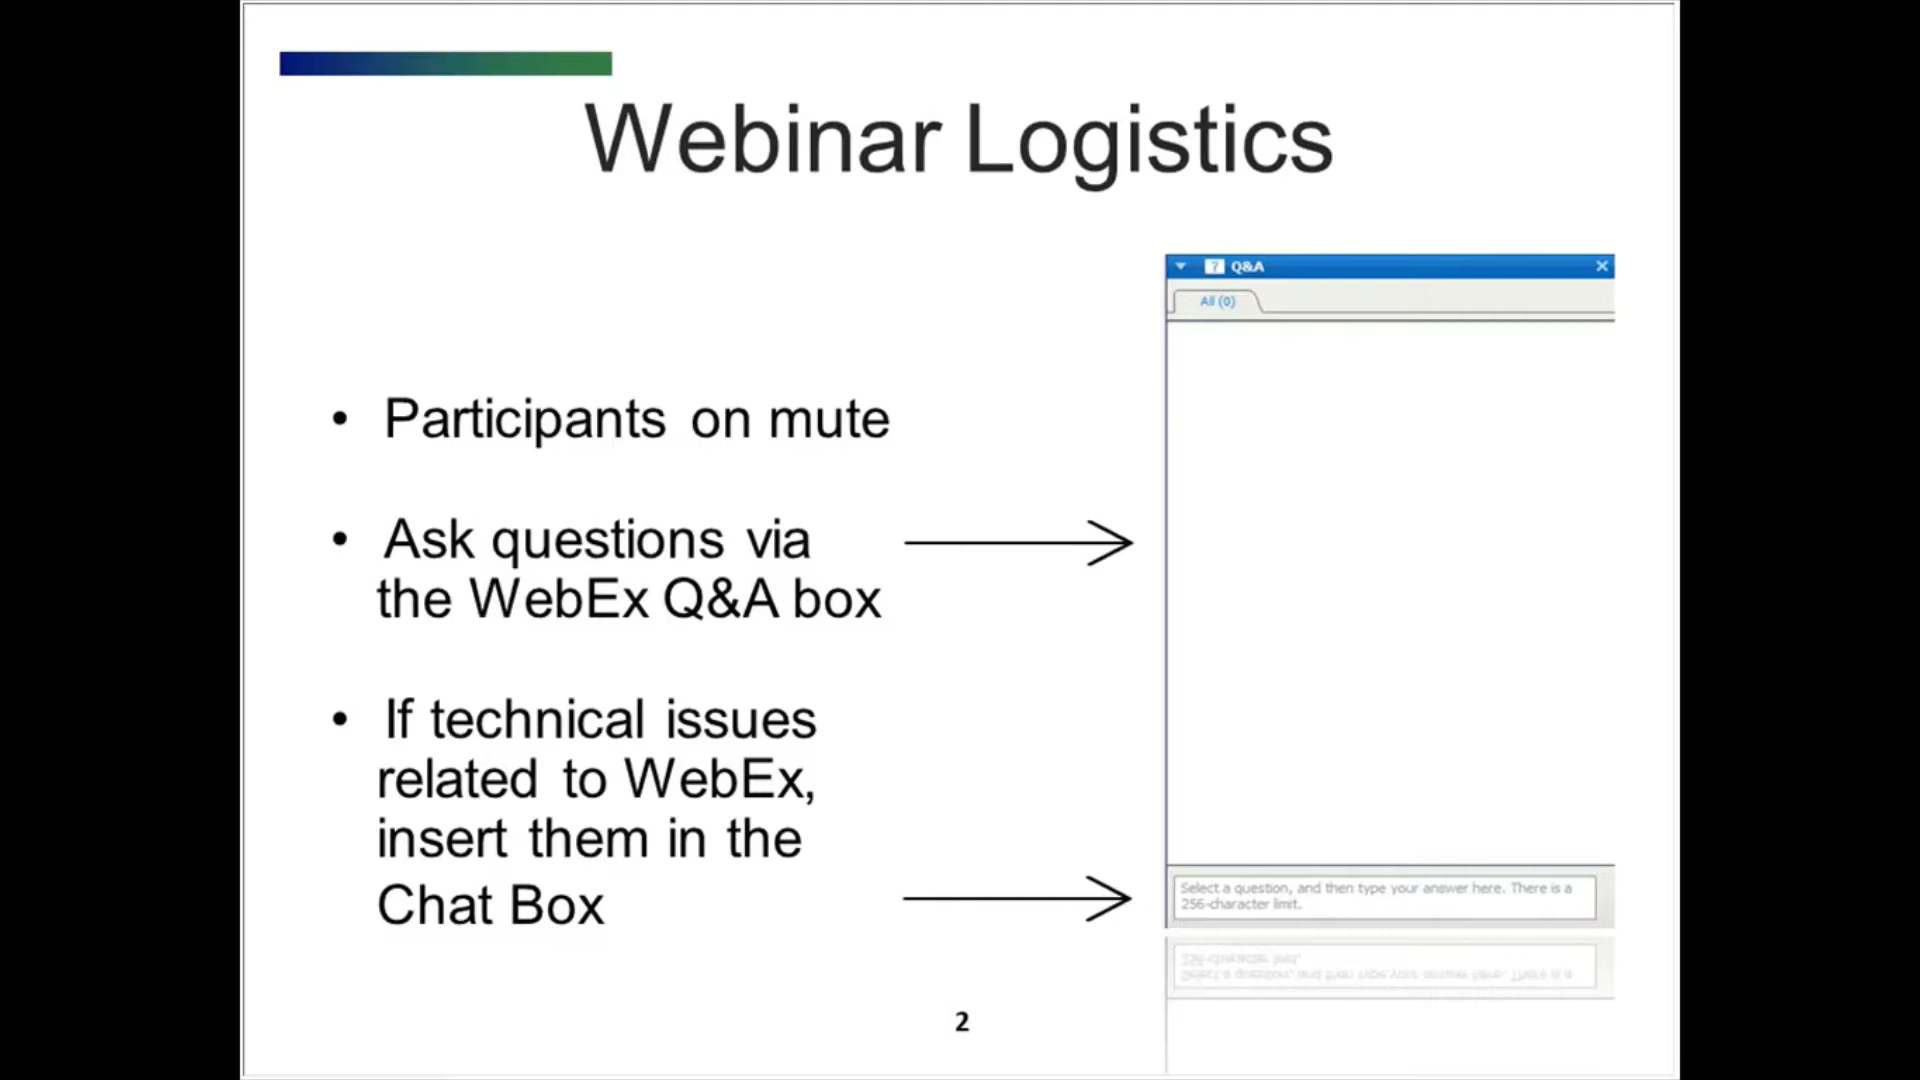 Webinar Logistics
• Participants on mute
• Ask questions via
the WebEx Q&A box
• If technical issues
related to WebEx,
insert them in the
Chat Box
? Q&A
All (0)
Select a question, and then type your answer here. There is a
256-character limit.
2